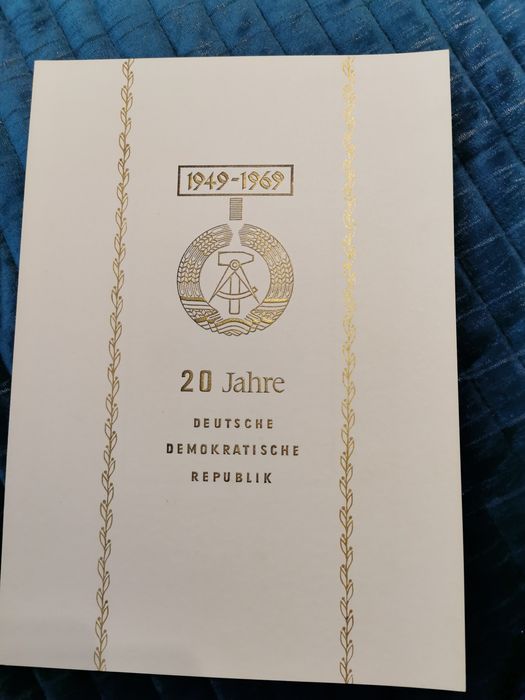 1949-1969
20 Jahre
DEUTSCHE
DEMOKRATISCHE
REPUBLIK